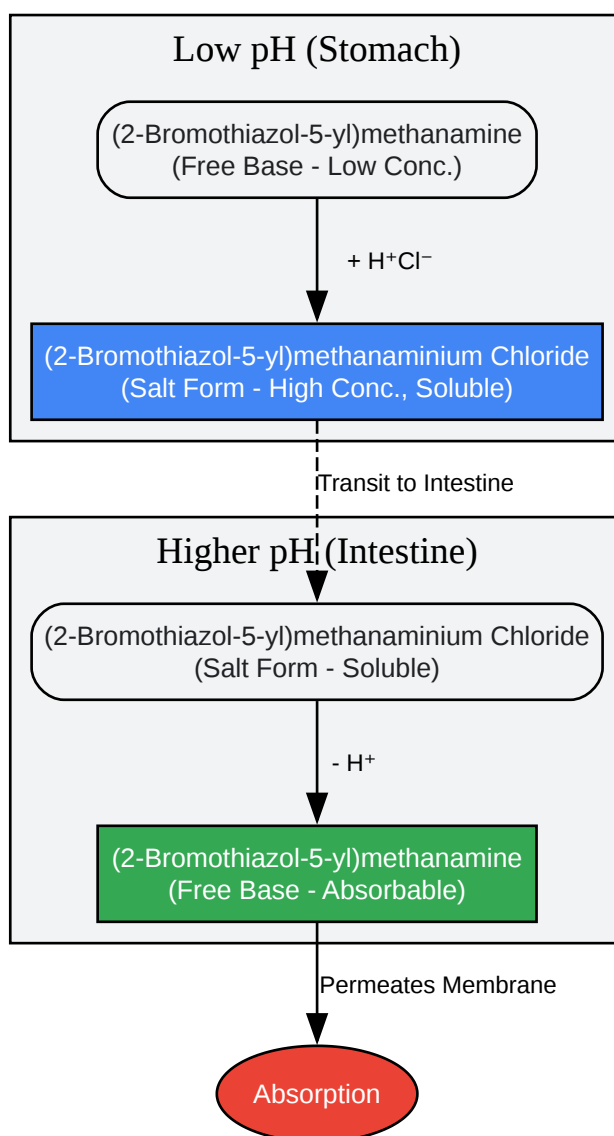 Low pH (Stomach)
(2-Bromothiazol-5-yl)methanamine
(Free Base - Low Conc.)
+ H⁺Cl⁻
(2-Bromothiazol-5-yl)methanaminium Chloride
(Salt Form - High Conc., Soluble)
Transit to Intestine
Higher pH (Intestine)
(2-Bromothiazol-5-yl)methanaminium Chloride
(Salt Form - Soluble)
- H⁺
(2-Bromothiazol-5-yl)methanamine
(Free Base - Absorbable)
Permeates Membrane
Absorption